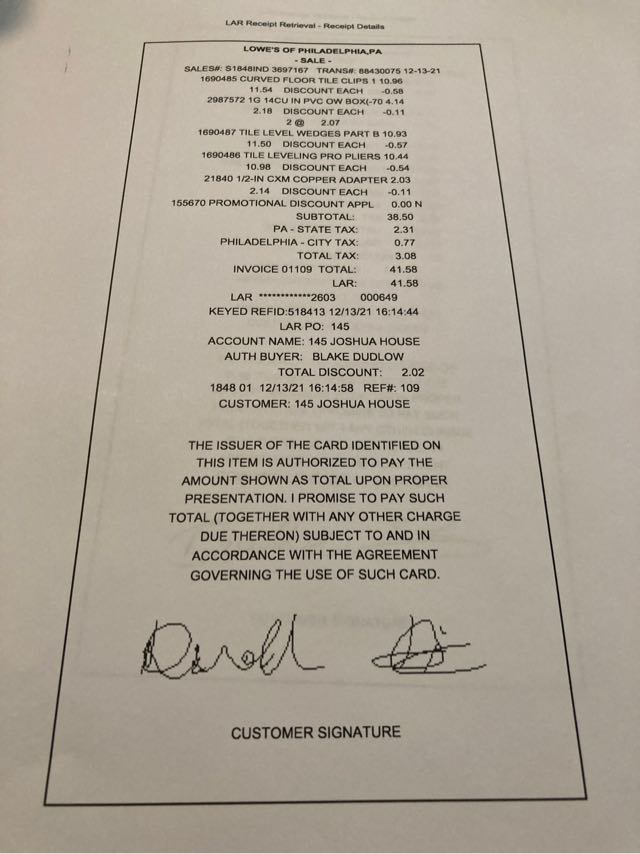 LAR Receipt Retrieval - Receipt Details
LOWE'S OF PHILADELPHIA,PA
- SALE -
SALES#: S1848IND 3697167 TRANS#: 88430075 12-13-21
1690485 CURVED FLOOR TILE CLIPS 1 10.96
11.54 DISCOUNT EACH -0.58
2987572 1G 14CU IN PVC OW BOX(-70 4.14
2.18 DISCOUNT EACH -0.11
2 @ 2.07
1690487 TILE LEVEL WEDGES PART B 10.93
11.50 DISCOUNT EACH -0.57
1690486 TILE LEVELING PRO PLIERS 10.44
10.98 DISCOUNT EACH -0.54
21840 1/2-IN CXM COPPER ADAPTER 2.03
2.14 DISCOUNT EACH -0.11
155670 PROMOTIONAL DISCOUNT APPL 0.00 N
SUBTOTAL: 38.50
PA - STATE TAX: 2.31
PHILADELPHIA - CITY TAX: 0.77
TOTAL TAX: 3.08
INVOICE 01109 TOTAL: 41.58
LAR: 41.58
LAR ************2603 000649
KEYED REFID:518413 12/13/21 16:14:44
LAR PO: 145
ACCOUNT NAME: 145 JOSHUA HOUSE
AUTH BUYER: BLAKE DUDLOW
TOTAL DISCOUNT: 2.02
1848 01 12/13/21 16:14:58 REF#: 109
CUSTOMER: 145 JOSHUA HOUSE
THE ISSUER OF THE CARD IDENTIFIED ON
THIS ITEM IS AUTHORIZED TO PAY THE
AMOUNT SHOWN AS TOTAL UPON PROPER
PRESENTATION. I PROMISE TO PAY SUCH
TOTAL (TOGETHER WITH ANY OTHER CHARGE
DUE THEREON) SUBJECT TO AND IN
ACCORDANCE WITH THE AGREEMENT
GOVERNING THE USE OF SUCH CARD.
CUSTOMER SIGNATURE